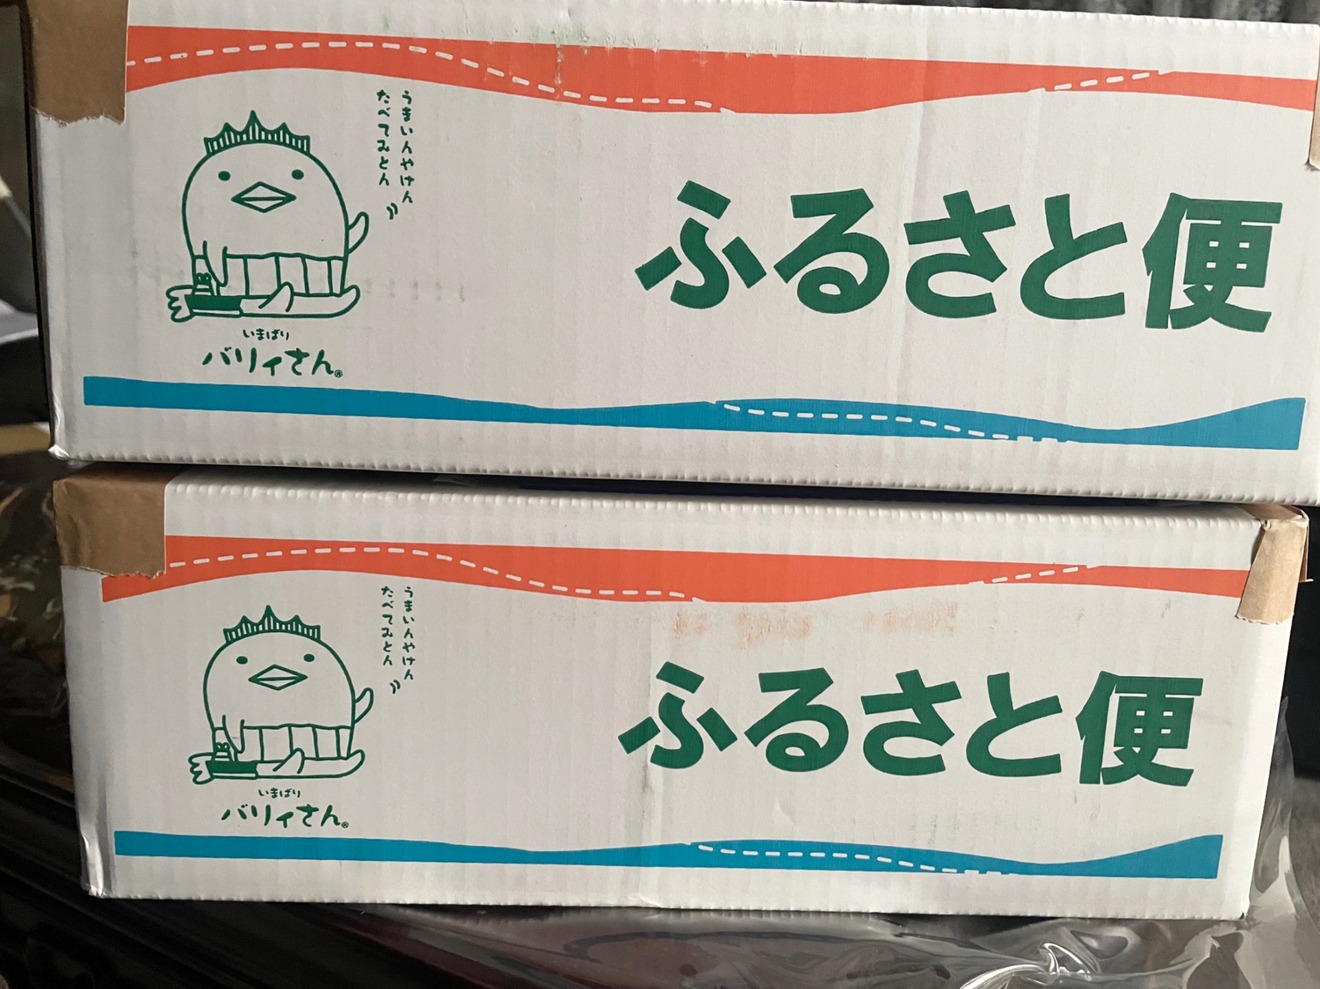 うまいんやけん
たべてみとん
ふるさと便
いまばり
バリィさん®
うまいんやけん
たべてみとん
ふるさと便
いまばり
バリィさん®